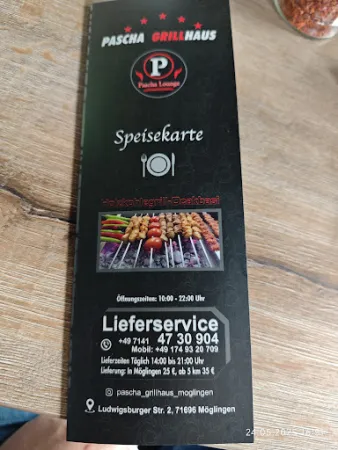 PASCHA GRILLHAUS
P
Pascha Lounge
Speisekarte
Öffnungszeiten: 10:00 - 22:00 Uhr
Lieferservice
+49 7141 47 30 904
Mobil: +49 174 93 20 709
Lieferzeiten Täglich 14:00 bis 21:00 Uhr
Lieferung: in Möglingen 25 €, ab 5 km 35 €
pascha_grillhaus_moglingen
Ludwigsburger Str. 2, 71696 Möglingen